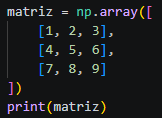 matriz = np.array([
    [1, 2, 3],
    [4, 5, 6],
    [7, 8, 9]
])
print(matriz)